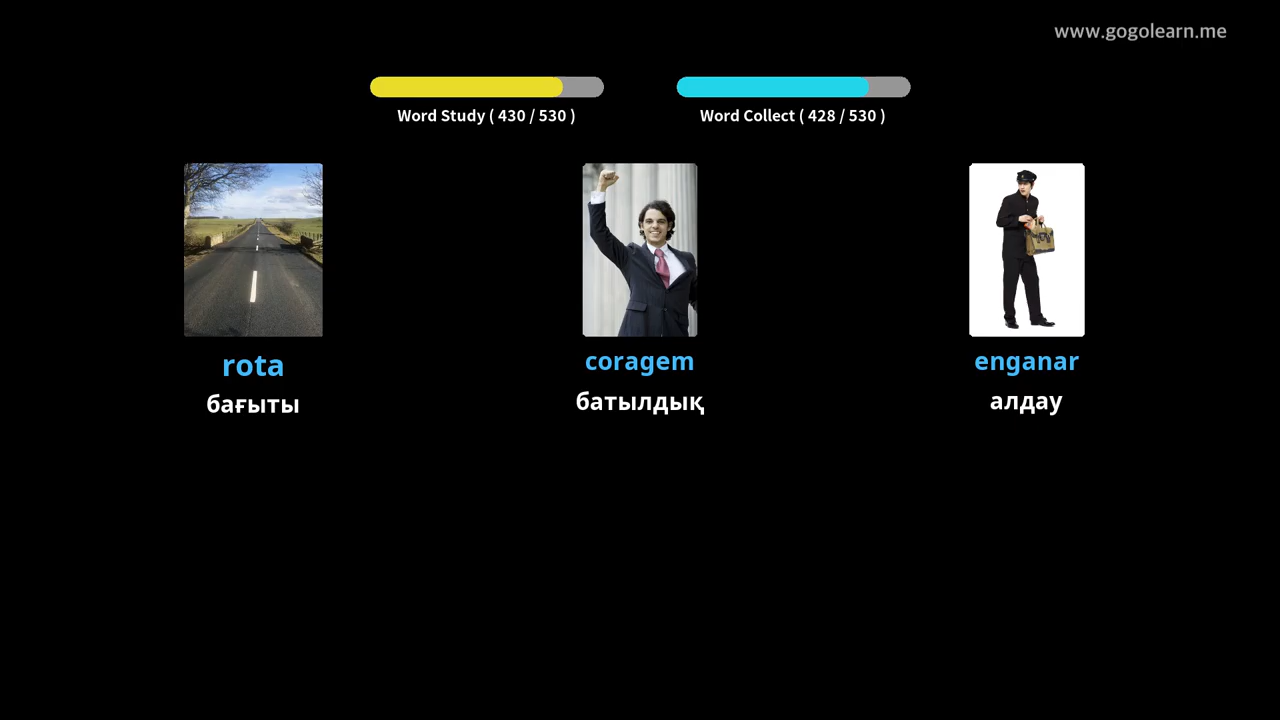 www.gogolearn.me
Word Study ( 430 / 530 )
Word Collect ( 428 / 530 )
rota
coragem
enganar
бағыты
батылдық
алдау